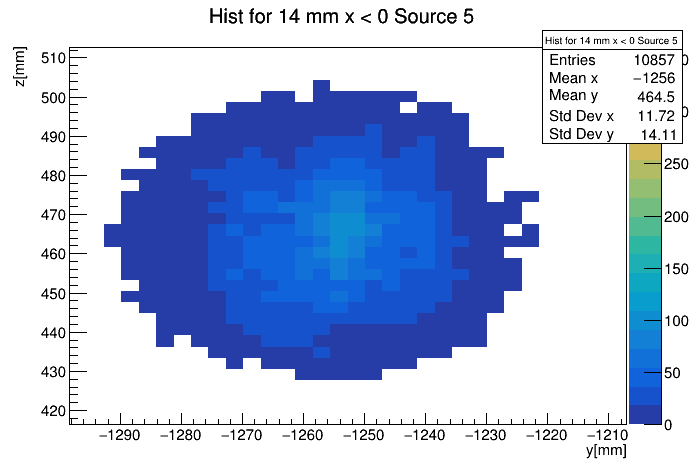 Hist for 14 mm x < 0 Source 5
z[mm]
Hist for 14 mm x < 0 Source 5
Entries 10857
Mean x −1256
Mean y 464.5
Std Dev x 11.72
Std Dev y 14.11
510
500
490
480
470
460
450
440
430
420
250
200
150
100
50
0
−1290 −1280 −1270 −1260 −1250 −1240 −1230 −1220 −1210
y[mm]